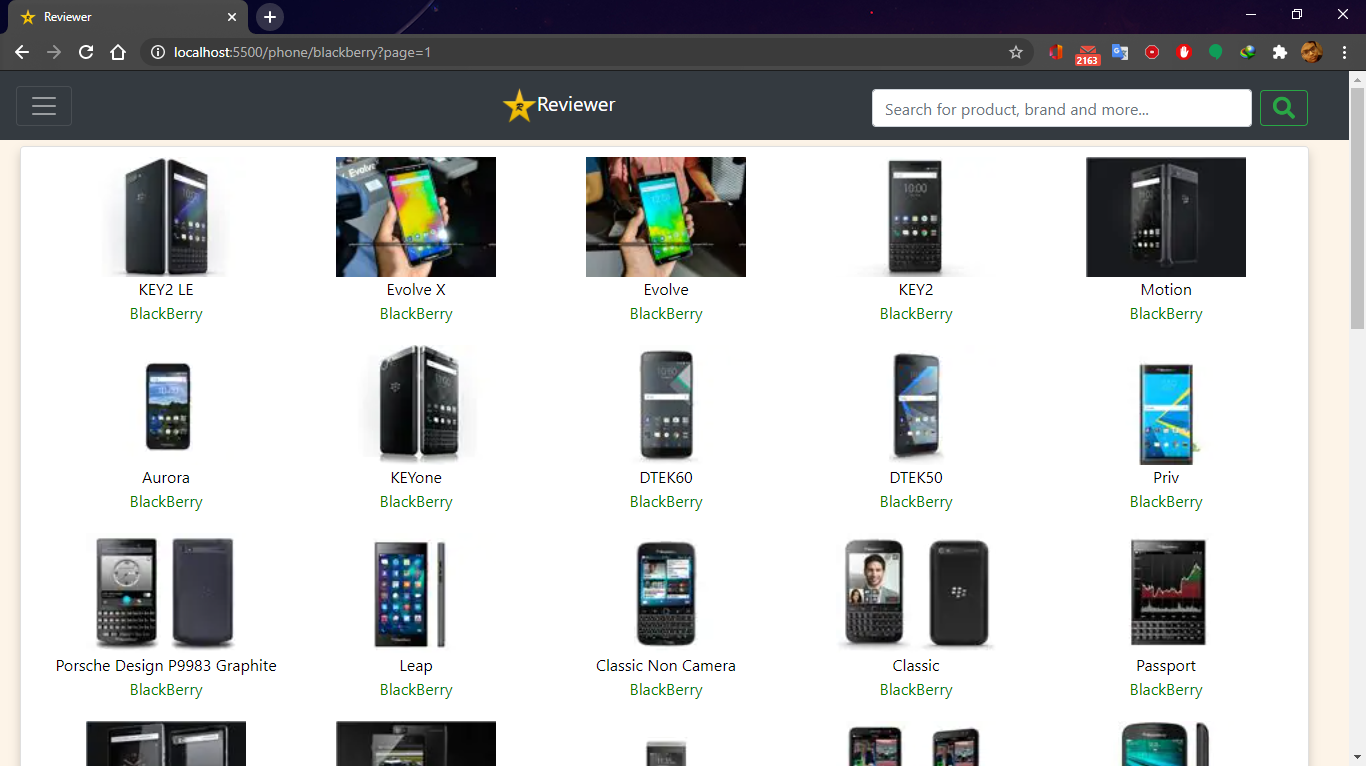 Reviewer
localhost:5500/phone/blackberry?page=1
2163
Reviewer
Search for product, brand and more...
KEY2 LE
BlackBerry
Evolve X
BlackBerry
Evolve
BlackBerry
KEY2
BlackBerry
Motion
BlackBerry
Aurora
BlackBerry
KEYone
BlackBerry
DTEK60
BlackBerry
DTEK50
BlackBerry
Priv
BlackBerry
Porsche Design P9983 Graphite
BlackBerry
Leap
BlackBerry
Classic Non Camera
BlackBerry
Classic
BlackBerry
Passport
BlackBerry